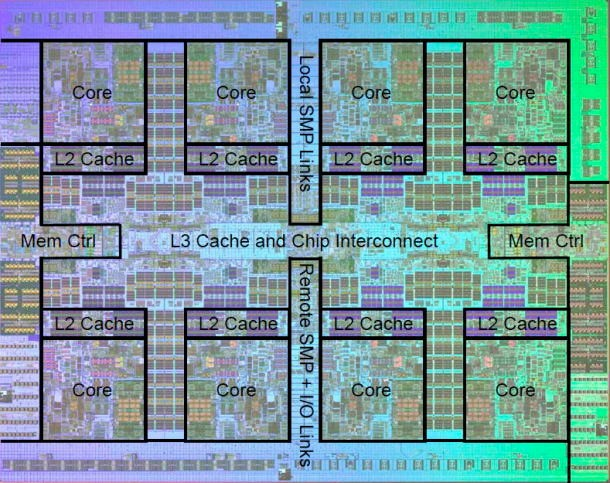 Core
Core
Core
Core
L2 Cache
L2 Cache
L2 Cache
L2 Cache
Local SMP Links
Mem Ctrl
L3 Cache and Chip Interconnect
Mem Ctrl
L2 Cache
L2 Cache
L2 Cache
L2 Cache
Remote SMP + I/O Links
Core
Core
Core
Core